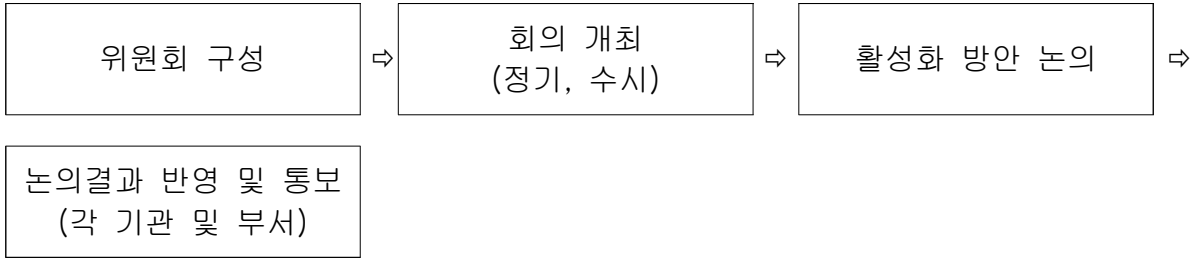 위원회 구성
⇨
회의 개최
(정기, 수시)
⇨
활성화 방안 논의
⇨
논의결과 반영 및 통보
(각 기관 및 부서)